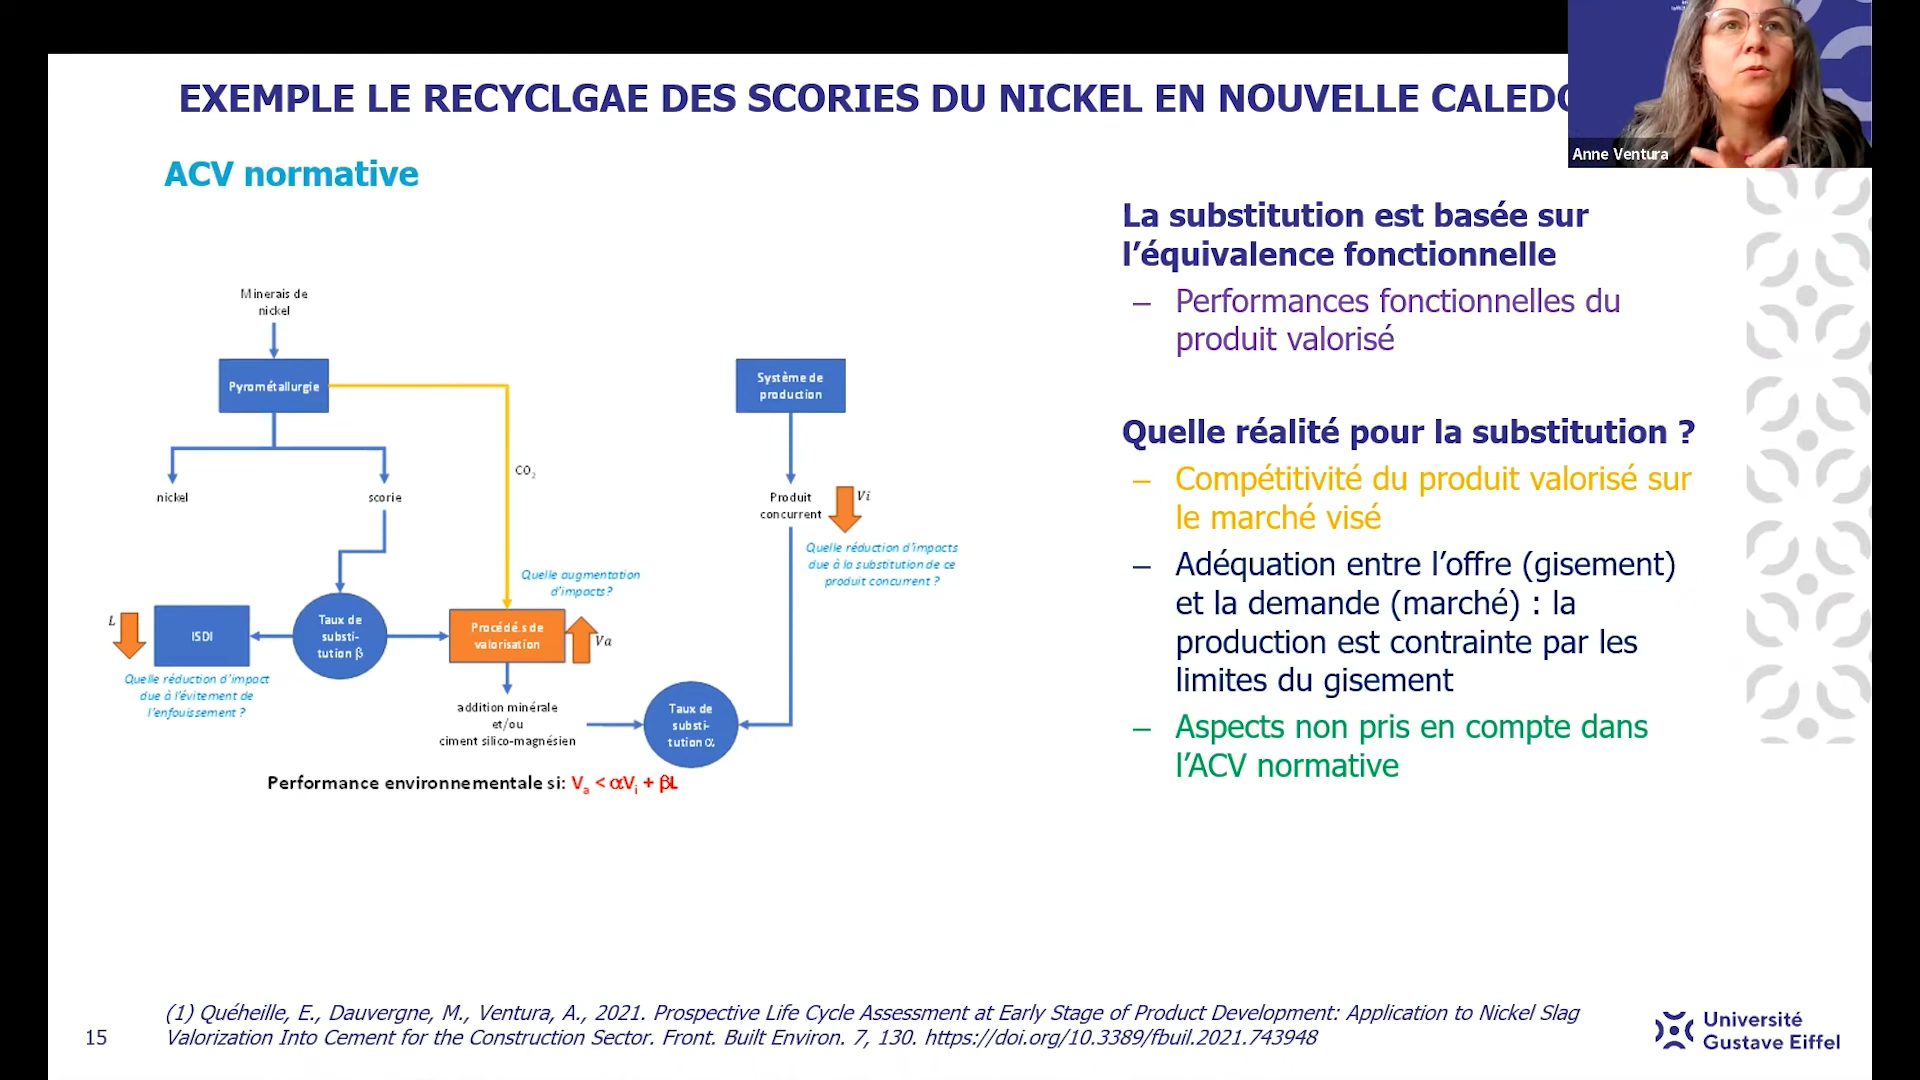 EXEMPLE LE RECYCLGAE DES SCORIES DU NICKEL EN NOUVELLE CALEDO
Anne Ventura
ACV normative
Minerais de
nickel
Pyrométallurgie
CO2
nickel
scorie
Système de
production
Produit
concurrent
Vi
Quelle réduction d'impacts
due à la substitution de ce
produit concurrent ?
Quelle augmentation
d'impacts?
L
ISDI
Taux de
substi-
tution β
Procédé.s de
valorisation
Va
Quelle réduction d'impact
due à l'évitement de
l'enfouissement ?
addition minérale
et/ou
ciment silico-magnésien
Taux de
substi-
tution α
Performance environnementale si: Va < αVi + βL
La substitution est basée sur
l’équivalence fonctionnelle
– Performances fonctionnelles du
produit valorisé
Quelle réalité pour la substitution ?
– Compétitivité du produit valorisé sur
le marché visé
– Adéquation entre l’offre (gisement)
et la demande (marché) : la
production est contrainte par les
limites du gisement
– Aspects non pris en compte dans
l’ACV normative
(1) Quéheille, E., Dauvergne, M., Ventura, A., 2021. Prospective Life Cycle Assessment at Early Stage of Product Development: Application to Nickel Slag
Valorization Into Cement for the Construction Sector. Front. Built Environ. 7, 130. https://doi.org/10.3389/fbuil.2021.743948
15
Université
Gustave Eiffel